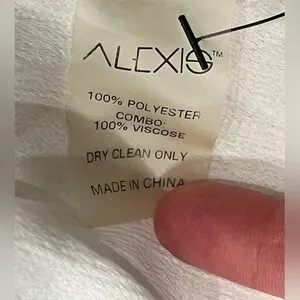 ALEXIS™
100% POLYESTER
COMBO:
100% VISCOSE
DRY CLEAN ONLY
MADE IN CHINA